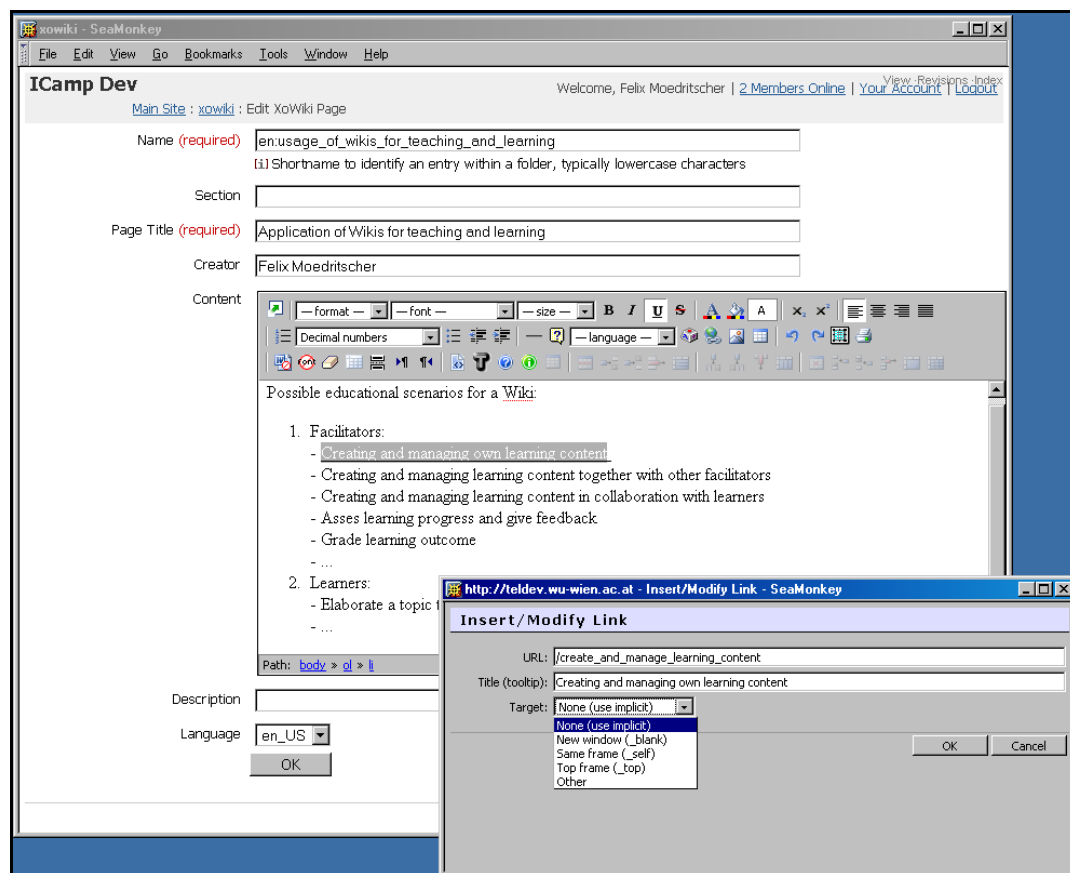 xowiki - SeaMonkey
File Edit View Go Bookmarks Tools Window Help
ICamp Dev
View · Revisions · Index
Welcome, Felix Moedritscher | 2 Members Online | Your Account | Logout
Main Site : xowiki : Edit XoWiki Page
Name (required) en:usage_of_wikis_for_teaching_and_learning
[i] Shortname to identify an entry within a folder, typically lowercase characters
Section
Page Title (required) Application of Wikis for teaching and learning
Creator Felix Moedritscher
Content
— format — — font — — size — B I U S A A x₂ x²
Decimal numbers — language —
Possible educational scenarios for a Wiki:
1. Facilitators:
- Creating and managing own learning content
- Creating and managing learning content together with other facilitators
- Creating and managing learning content in collaboration with learners
- Asses learning progress and give feedback
- Grade learning outcome
- ...
2. Learners:
- Elaborate a topic
- ...
Path: body » ol » li
Description
Language en_US
OK
http://teldev.wu-wien.ac.at - Insert/Modify Link - SeaMonkey
Insert/Modify Link
URL: /create_and_manage_learning_content
Title (tooltip): Creating and managing own learning content
Target: None (use implicit)
None (use implicit)
New window (_blank)
Same frame (_self)
Top frame (_top)
Other
OK Cancel